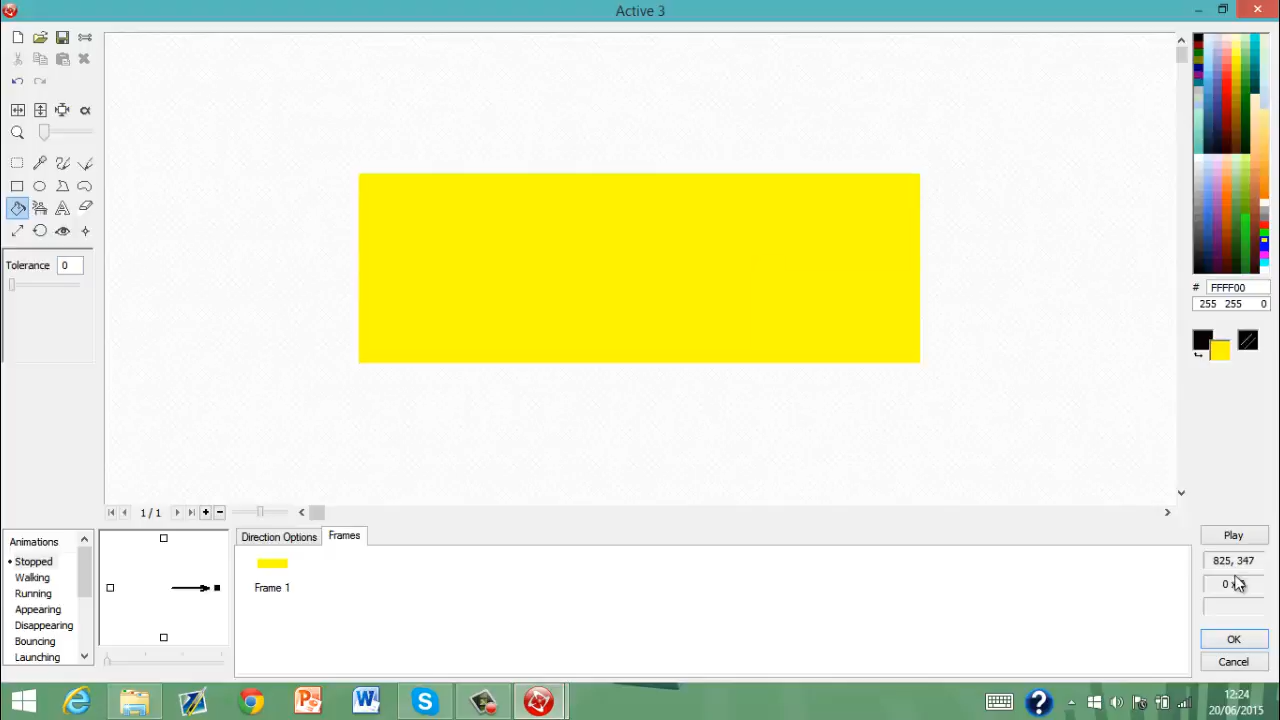 Active 3
Tolerance 0
# FFFF00
255 255 0
1 / 1
Animations
Stopped
Walking
Running
Appearing
Disappearing
Bouncing
Launching
Direction Options
Frames
Frame 1
Play
825, 347
0 x
OK
Cancel
12:24
20/06/2015